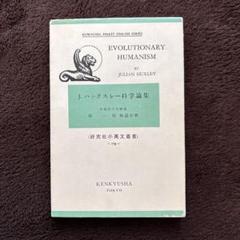 KENKYUSHA POCKET ENGLISH SERIES
EVOLUTIONARY
HUMANISM
BY
JULIAN HUXLEY
J. ハックスレー科学論集
(研究社小英文叢書)
KENKYUSHA
TOKYO